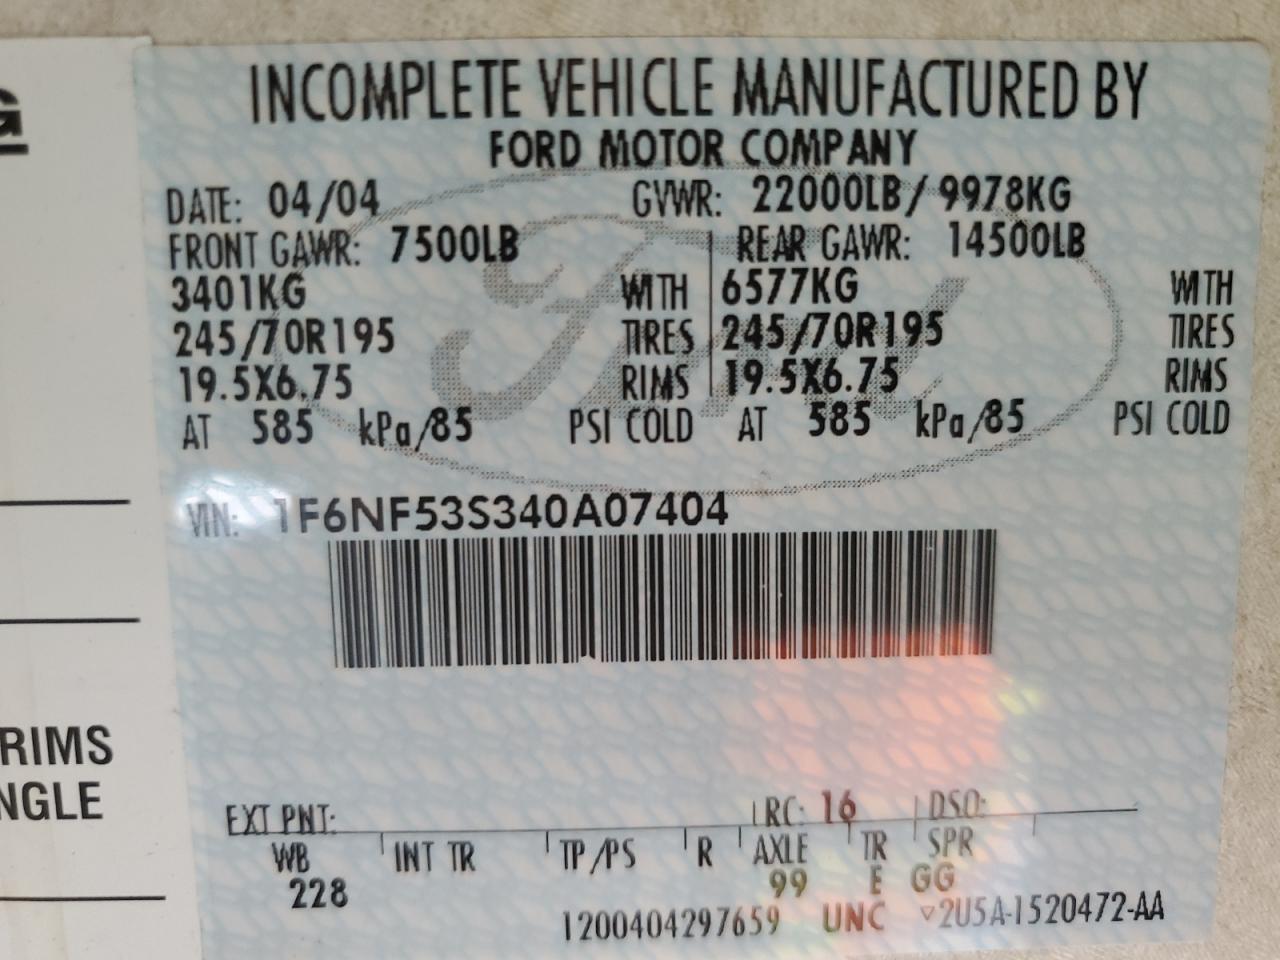 G
INCOMPLETE VEHICLE MANUFACTURED BY
FORD MOTOR COMPANY
DATE: 04/04 GVWR: 22000LB/ 9978KG
FRONT GAWR: 7500LB REAR GAWR: 14500LB
3401KG WITH 6577KG WITH
245/70R195 TIRES 245/70R195 TIRES
19.5X6.75 RIMS 19.5X6.75 RIMS
AT 585 kPa/85 PSI COLD AT 585 kPa/85 PSI COLD
Ford
VIN: 1F6NF53S340A07404
RIMS
NGLE
EXT PNT: RC: 16 DSO:
WB INT TR TP/PS R AXLE TR SPR
228 99 E GG
1200404297659 UNC ▽2U5A-1520472-AA